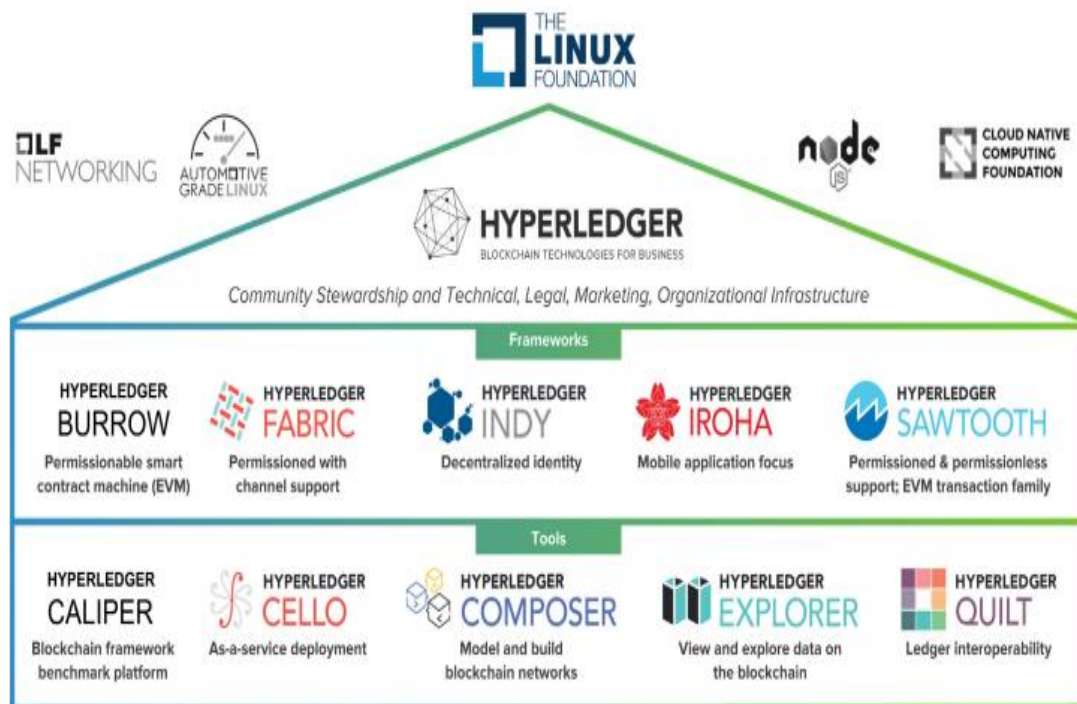 THE
LINUX
FOUNDATION
LF
NETWORKING
AUTOMOTIVE
GRADE LINUX
node
JS
CLOUD NATIVE
COMPUTING
FOUNDATION
HYPERLEDGER
BLOCKCHAIN TECHNOLOGIES FOR BUSINESS
Community Stewardship and Technical, Legal, Marketing, Organizational Infrastructure
Frameworks
HYPERLEDGER
BURROW
Permissionable smart
contract machine (EVM)
HYPERLEDGER
FABRIC
Permissioned with
channel support
HYPERLEDGER
INDY
Decentralized identity
HYPERLEDGER
IROHA
Mobile application focus
HYPERLEDGER
SAWTOOTH
Permissioned & permissionless
support; EVM transaction family
Tools
HYPERLEDGER
CALIPER
Blockchain framework
benchmark platform
HYPERLEDGER
CELLO
As-a-service deployment
HYPERLEDGER
COMPOSER
Model and build
blockchain networks
HYPERLEDGER
EXPLORER
View and explore data on
the blockchain
HYPERLEDGER
QUILT
Ledger interoperability